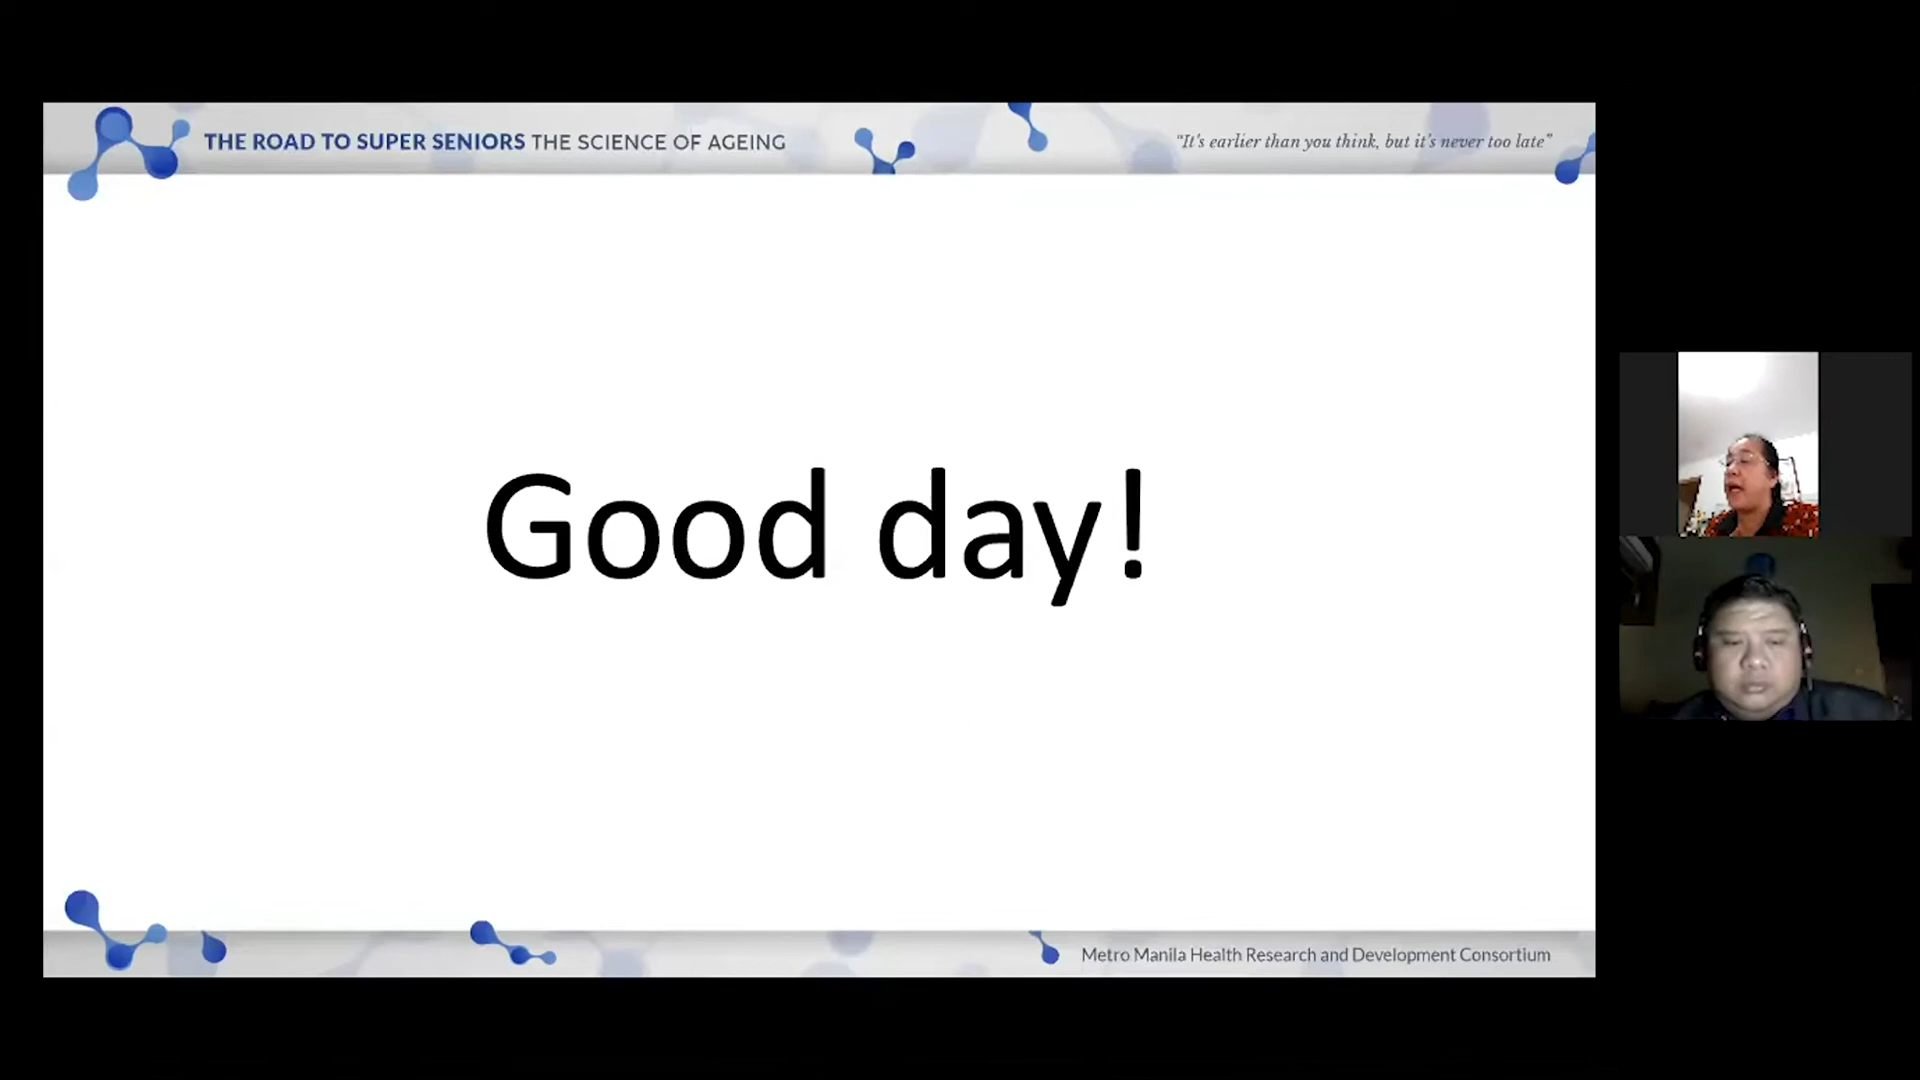 THE ROAD TO SUPER SENIORS THE SCIENCE OF AGEING
“It’s earlier than you think, but it’s never too late”
Good day!
Metro Manila Health Research and Development Consortium